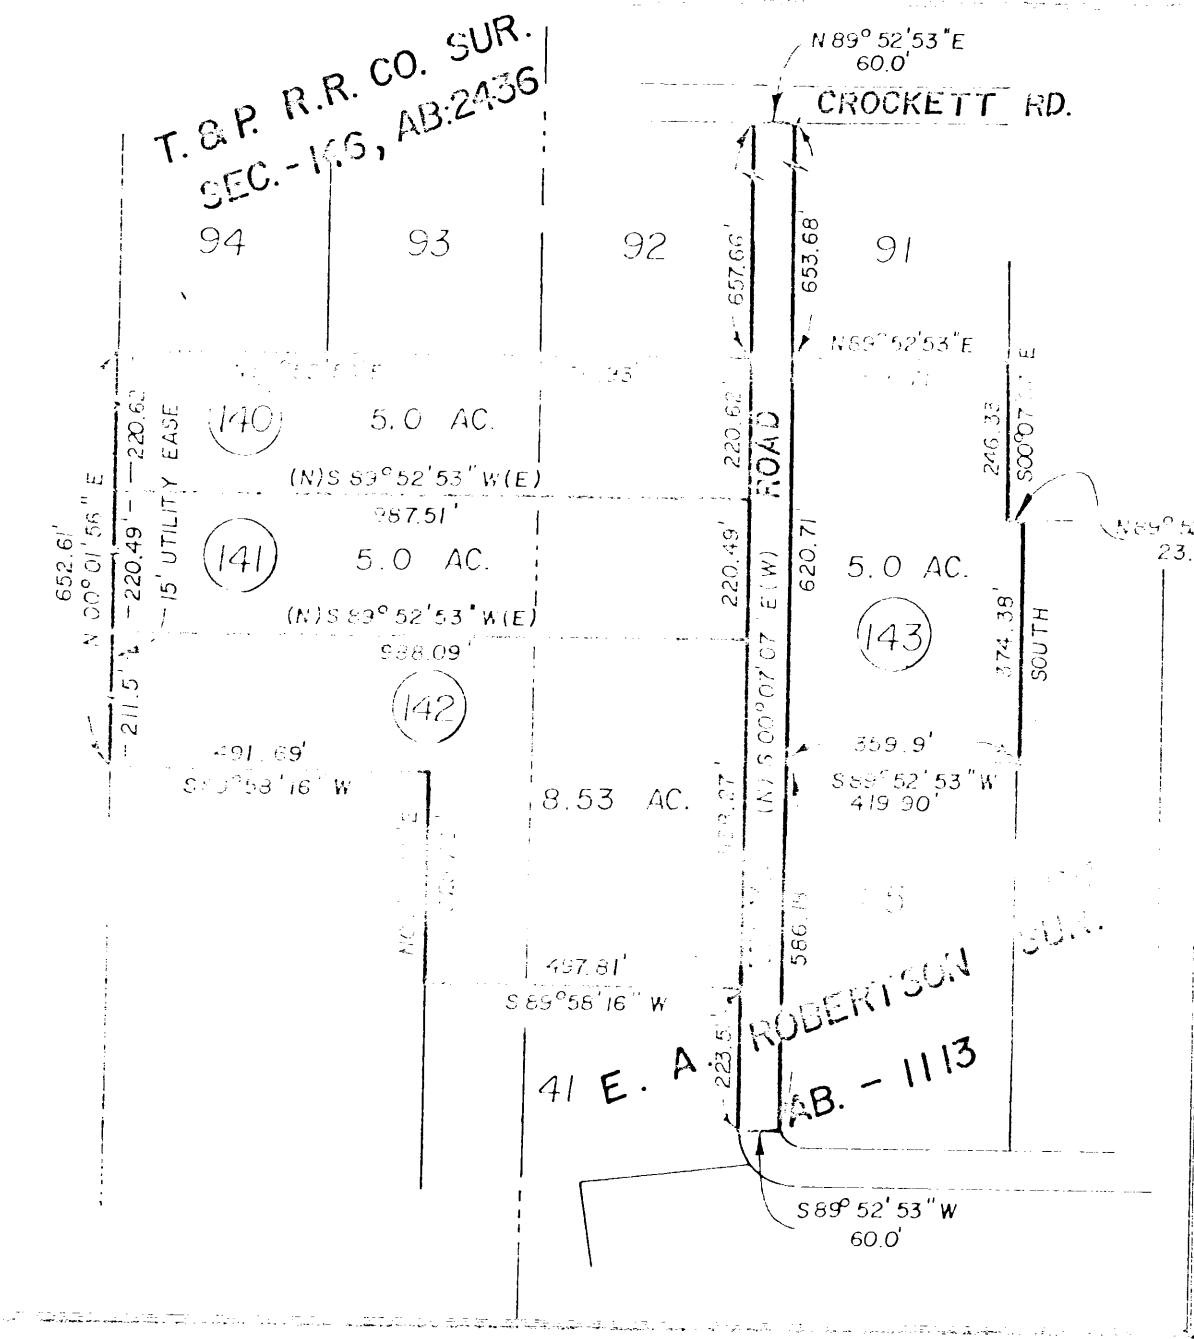 T. & P. R.R. CO. SUR.
SEC.- 166, AB:2436
N 89° 52' 53" E
60.0'
CROCKETT RD.
94
93
92
91
657.66'
653.68'
N 89° 52' 53" E
140
5.0 AC.
220.62'
15' UTILITY EASE
220.62'
ROAD
246.33
(N) S 89° 52' 53" W (E)
987.51'
652.61'
N 00° 01' 56" E
220.49'
141
5.0 AC.
220.49'
(N) S 00° 07' 07" E (W)
620.71'
5.0 AC.
143
374.38'
SOUTH
(N) S 89° 52' 53" W (E)
988.09'
211.5'
142
491.69'
359.9'
S 89° 52' 53" W
419.90'
8.53 AC.
586.14
497.81'
S 89° 58' 16" W
223.5'
41
E. A. ROBERTSON SUR.
AB. - 1113
S 89° 52' 53" W
60.0'